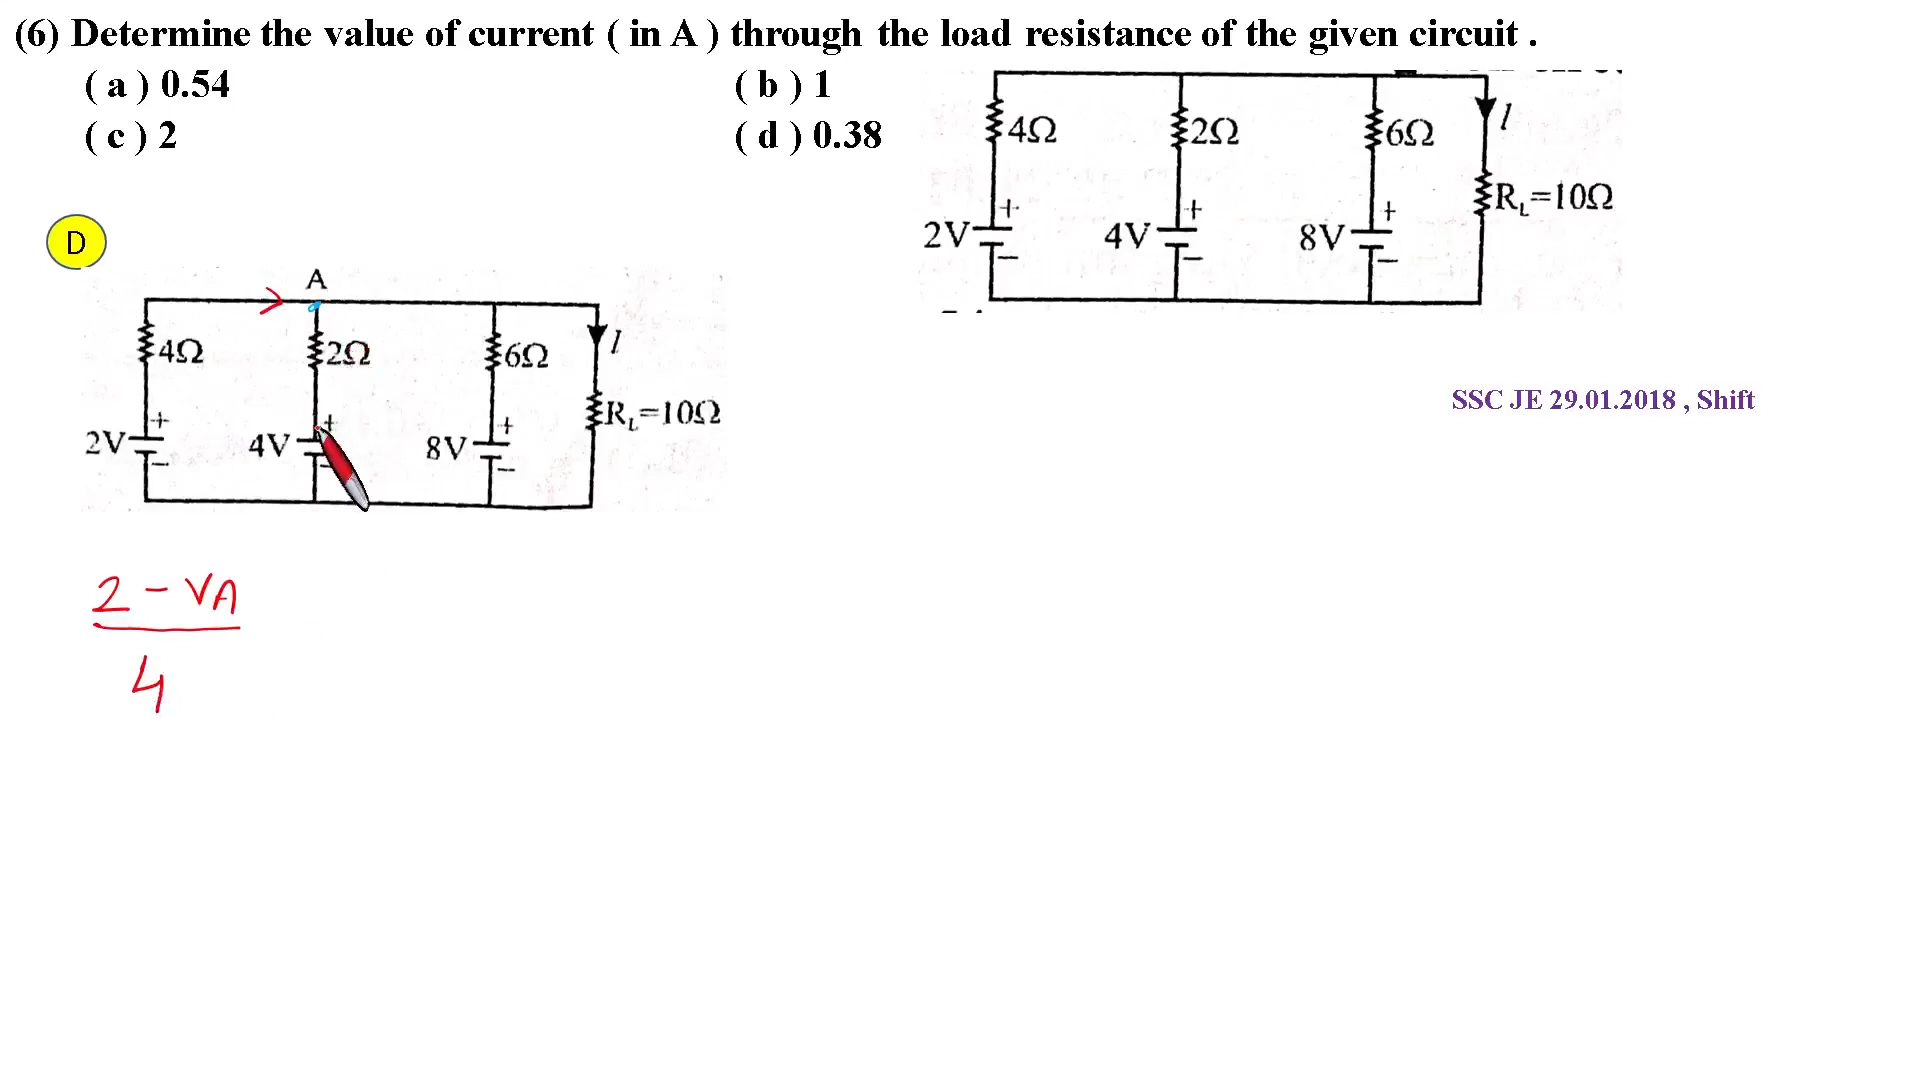 (6) Determine the value of current ( in A ) through the load resistance of the given circuit .
( a ) 0.54
( b ) 1
( c ) 2
( d ) 0.38
4Ω
2Ω
6Ω
I
R_L=10Ω
+
+
+
2V
4V
8V
−
−
−
D
A
4Ω
2Ω
6Ω
I
R_L=10Ω
+
+
+
2V
4V
8V
−
−
−
SSC JE 29.01.2018 , Shift
2 - VA
4